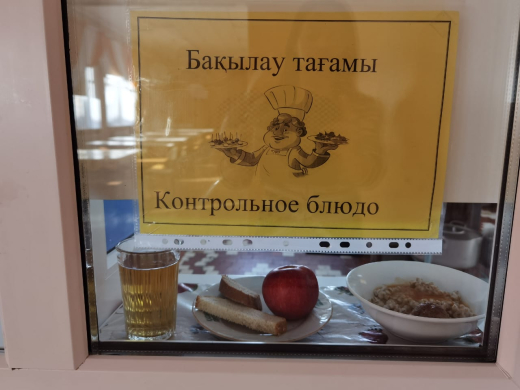 Бақылау тағамы
Контрольное блюдо